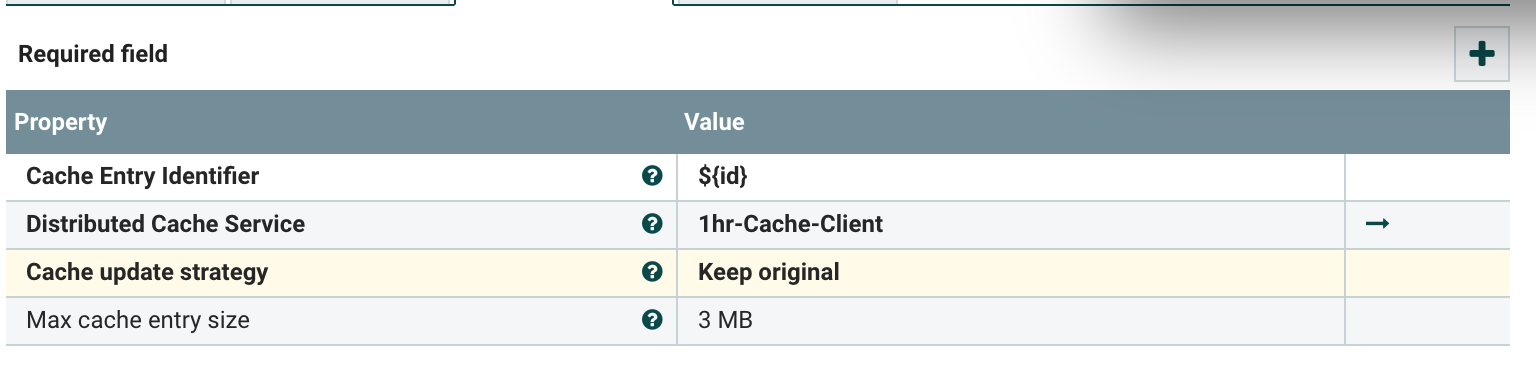 Required field
Property Value
Cache Entry Identifier ${id}
Distributed Cache Service 1hr-Cache-Client
Cache update strategy Keep original
Max cache entry size 3 MB